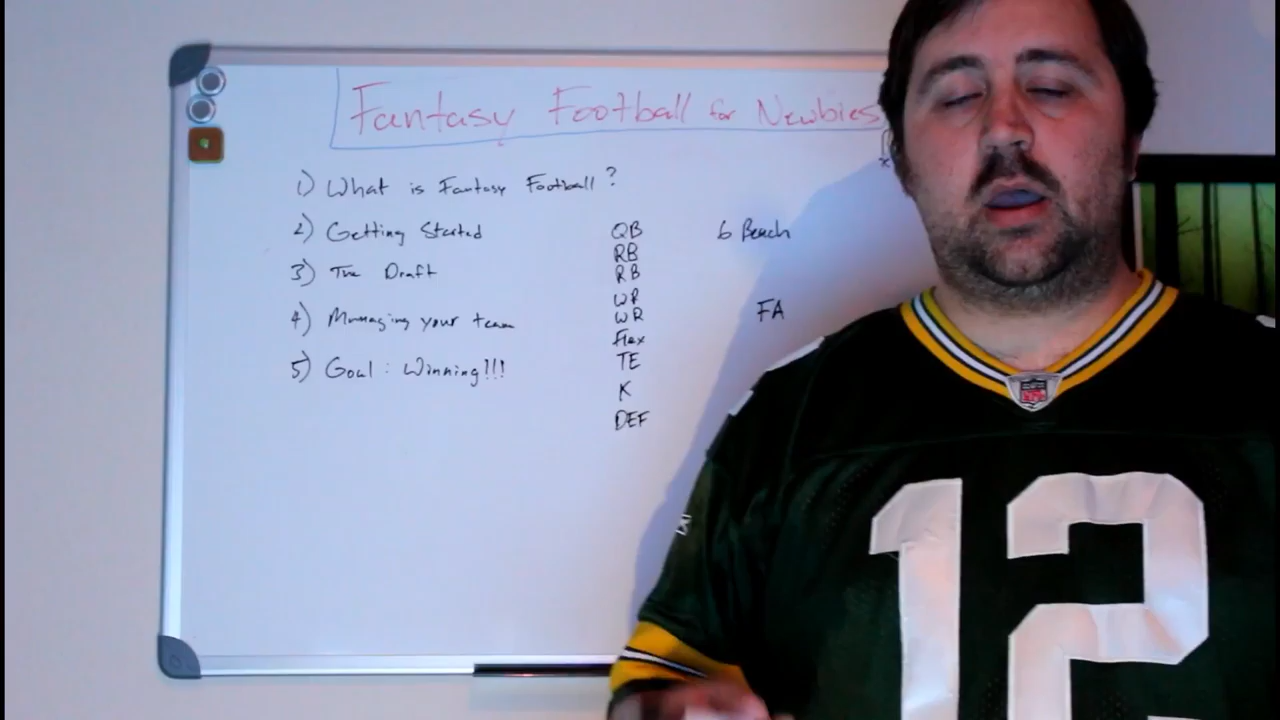 Fantasy Football for Newbies
1) What is Fantasy Football?
2) Getting Started
3) The Draft
4) Managing your team
5) Goal: Winning!!!
QB
RB
RB
WR
WR
Flex
TE
K
DEF
6 Bench
FA
NFL
12